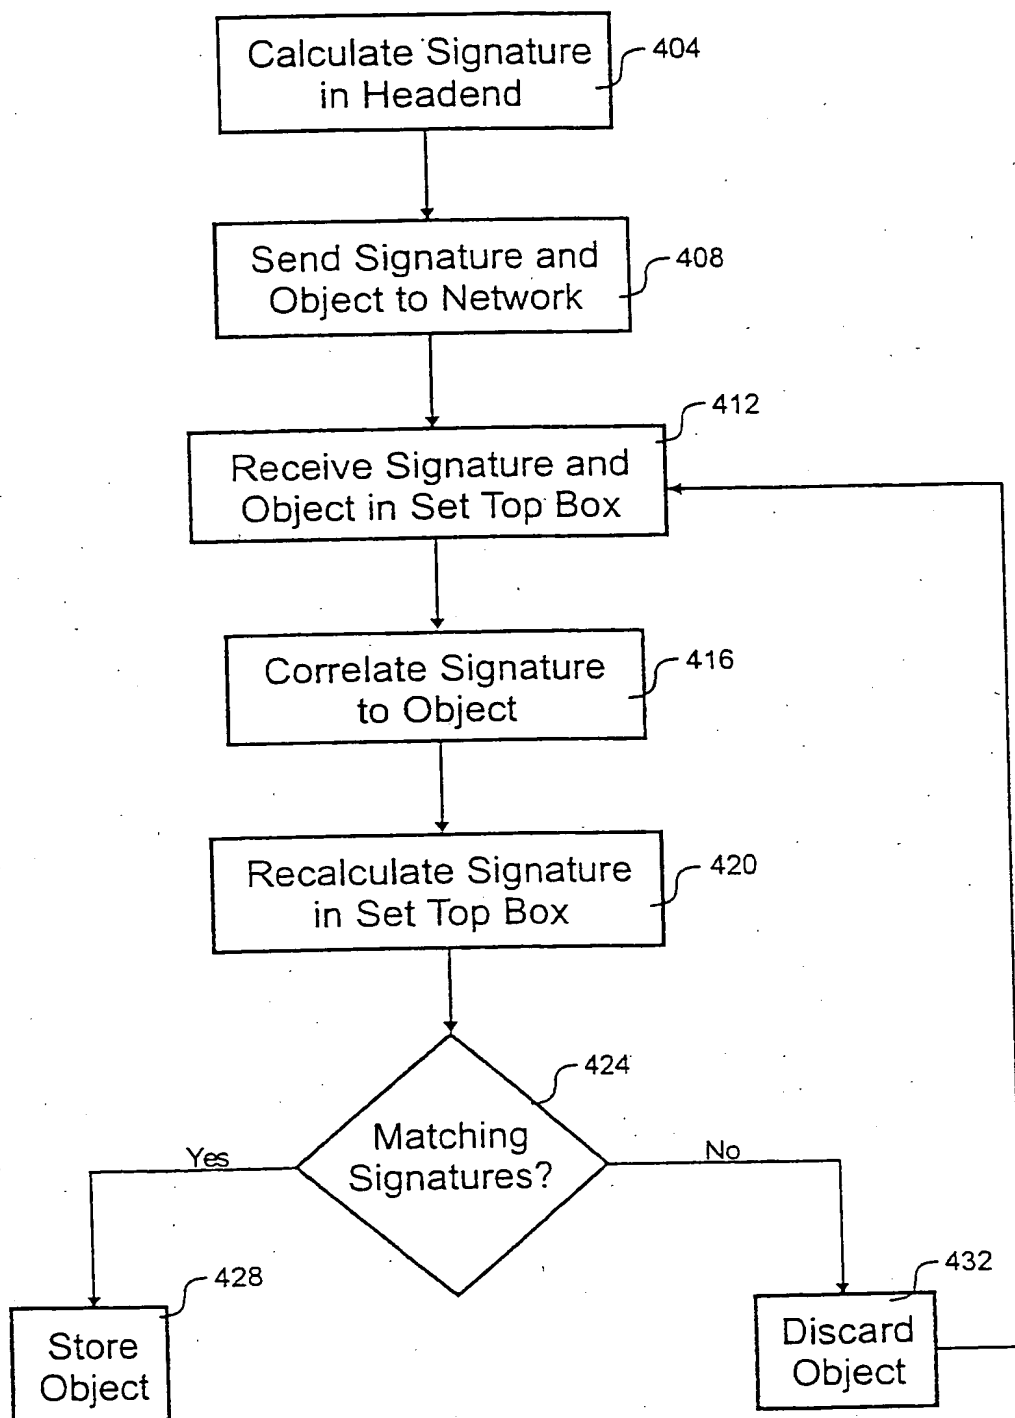 Calculate Signature
in Headend
404
Send Signature and
Object to Network
408
412
Receive Signature and
Object in Set Top Box
Correlate Signature
to Object
416
Recalculate Signature
in Set Top Box
420
424
Matching
Signatures?
Yes
No
428
Store
Object
432
Discard
Object